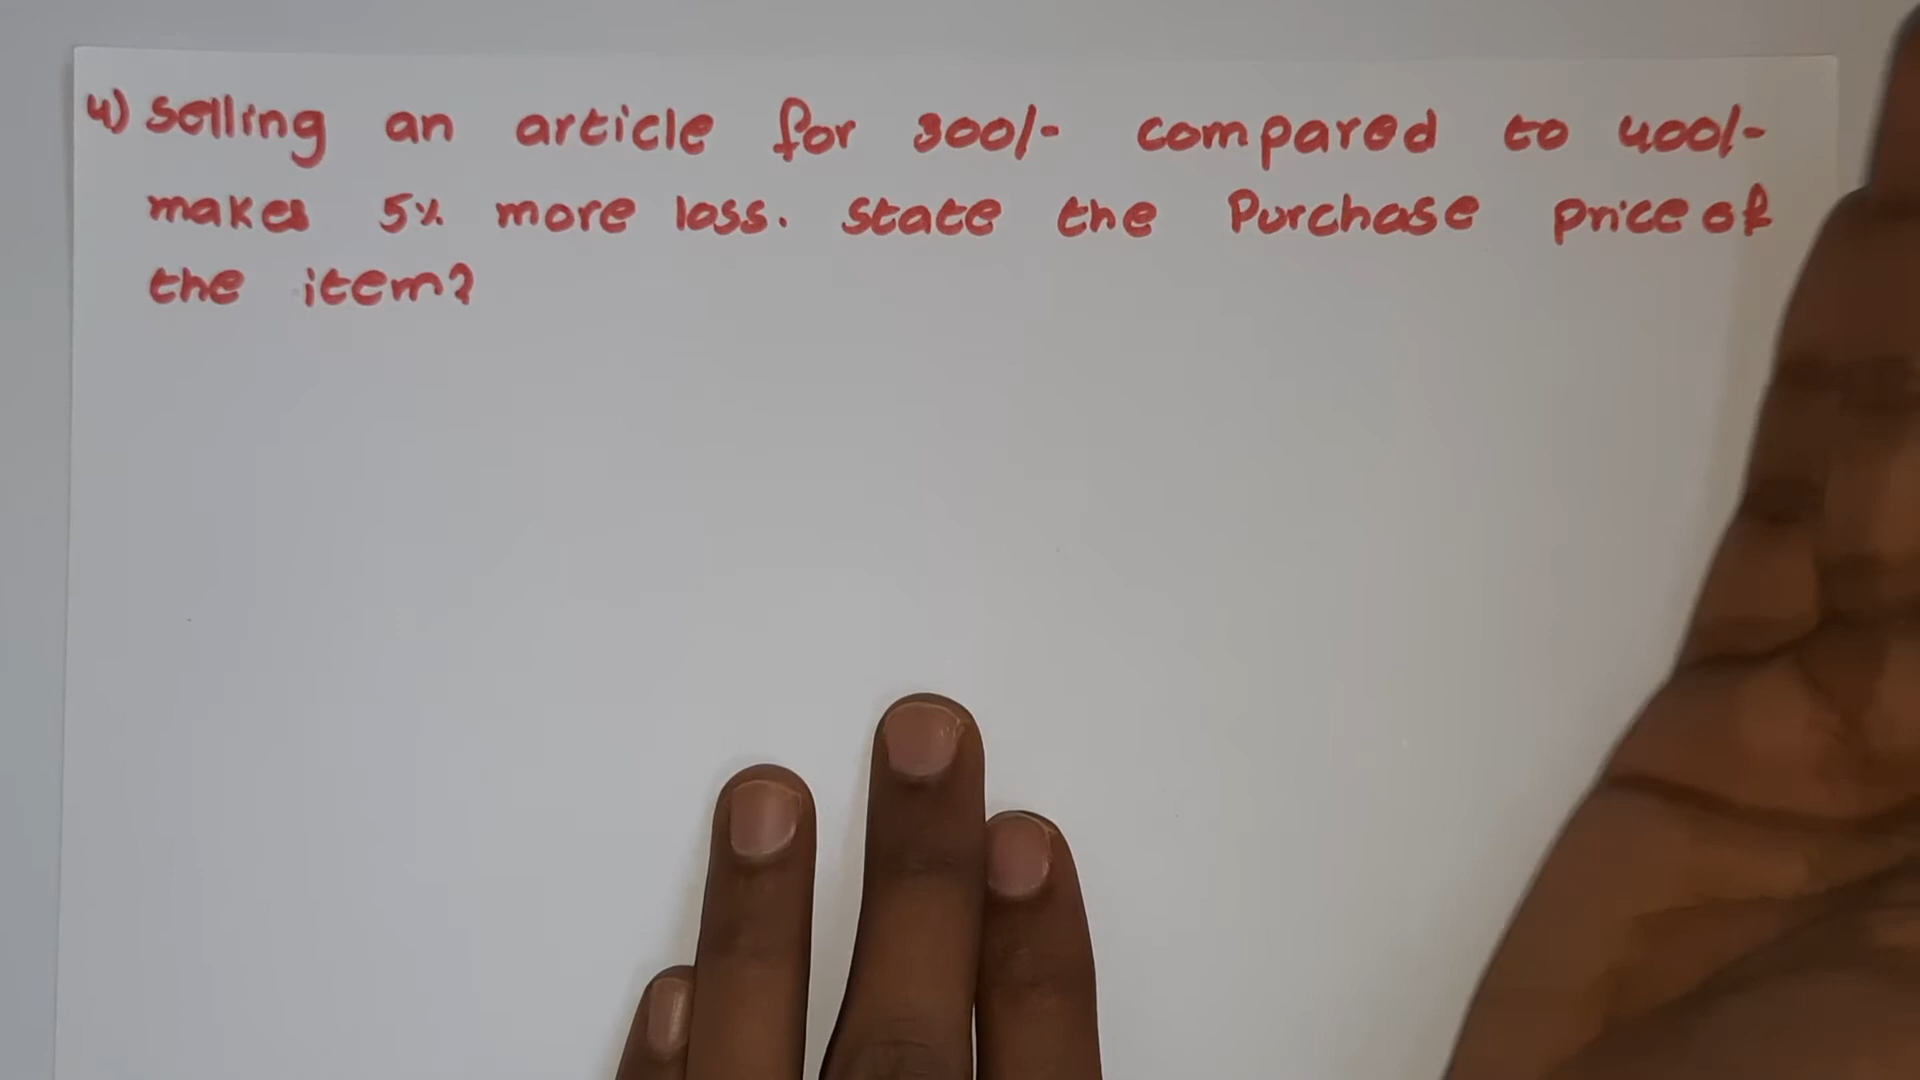 4) Selling an article for 300/- compared to 400/-
makes 5% more loss. State the Purchase price of
the item?